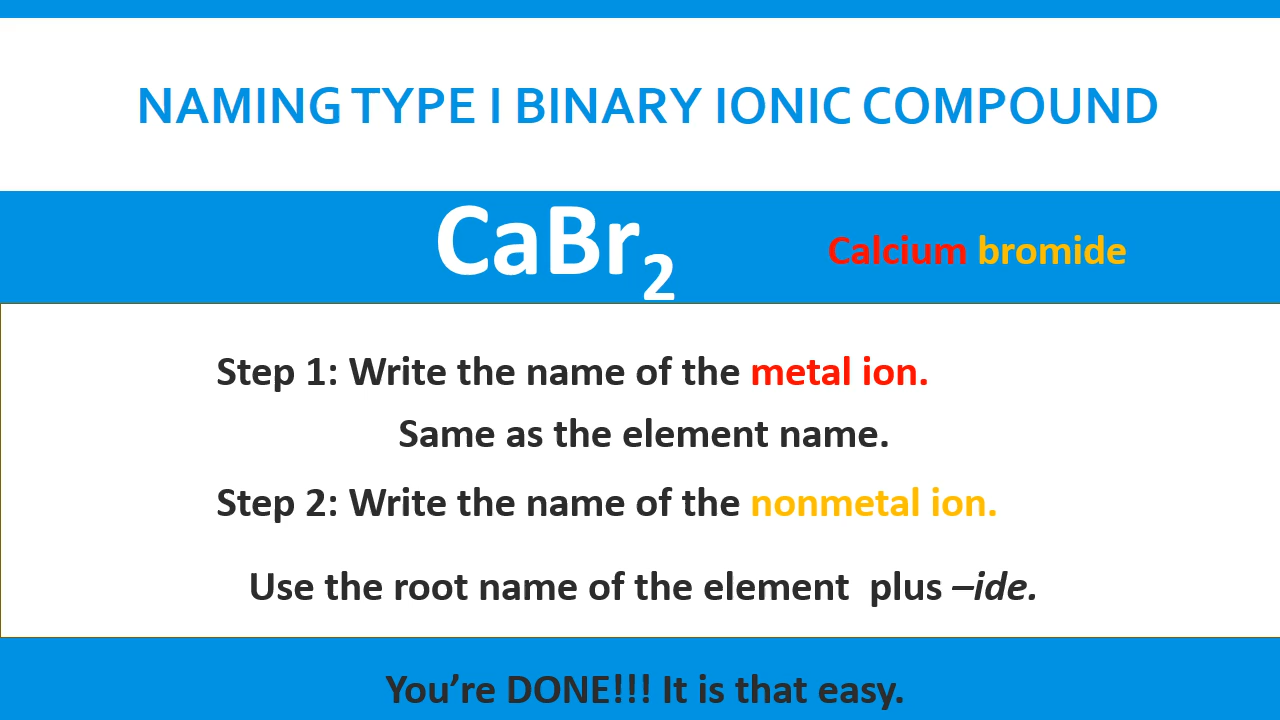 NAMING TYPE I BINARY IONIC COMPOUND
CaBr₂ Calcium bromide
Step 1: Write the name of the metal ion.
Same as the element name.
Step 2: Write the name of the nonmetal ion.
Use the root name of the element plus –ide.
You’re DONE!!! It is that easy.